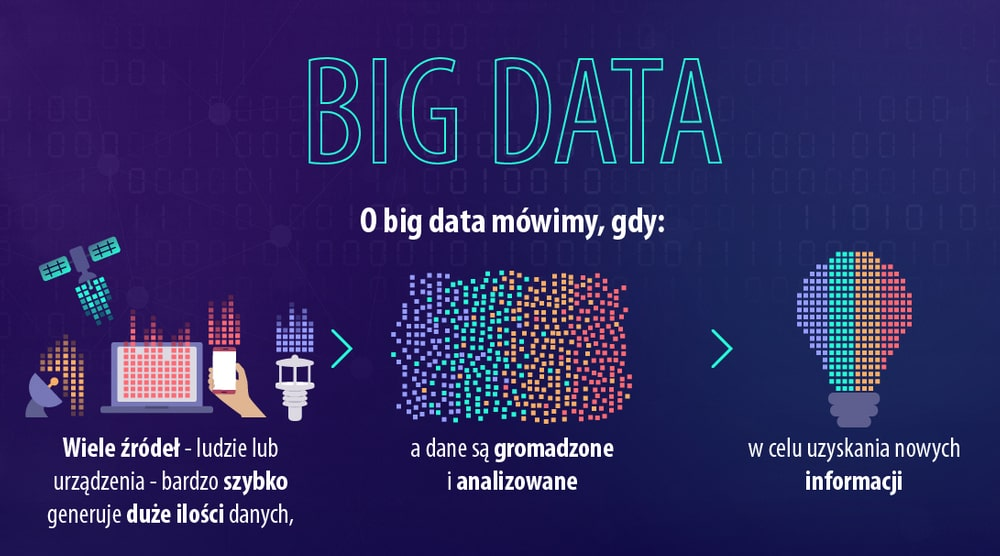 BIG DATA
O big data mówimy, gdy:
Wiele źródeł - ludzie lub
urządzenia - bardzo szybko
generuje duże ilości danych,
a dane są gromadzone
i analizowane
w celu uzyskania nowych
informacji